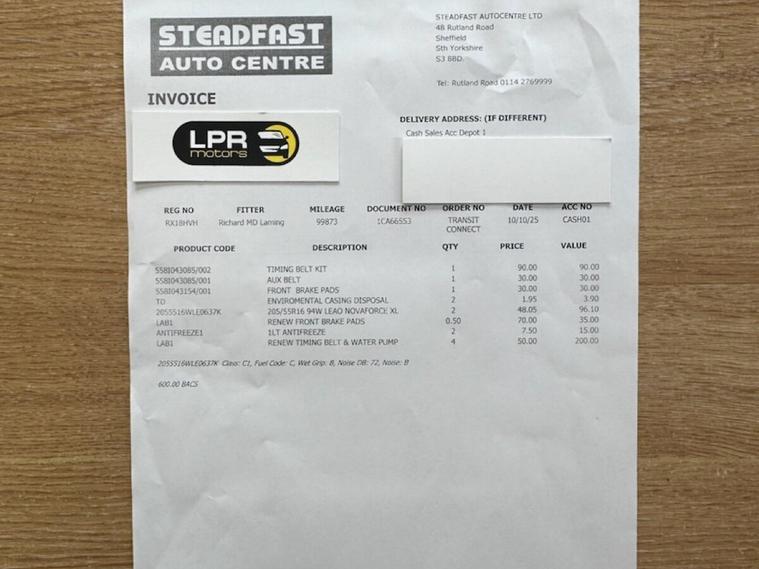 STEADFAST
AUTO CENTRE
STEADFAST AUTOCENTRE LTD
48 Rutland Road
Sheffield
Sth Yorkshire
S3 8BD.
Tel: Rutland Road 0114 2769999
INVOICE
LPR
motors
DELIVERY ADDRESS: (IF DIFFERENT)
Cash Sales Acc Depot 1
REG NO FITTER MILEAGE DOCUMENT NO ORDER NO DATE ACC NO
RX18HVH Richard MD Laming 99873 1CA66553 TRANSIT CONNECT 10/10/25 CASH01
PRODUCT CODE DESCRIPTION QTY PRICE VALUE
5581043085/002 TIMING BELT KIT 1 90.00 90.00
5581043085/001 AUX BELT 1 30.00 30.00
5581043154/001 FRONT BRAKE PADS 1 30.00 30.00
TD ENVIROMENTAL CASING DISPOSAL 2 1.95 3.90
2055516WLE0637K 205/55R16 94W LEAO NOVAFORCE XL 2 48.05 96.10
LAB1 RENEW FRONT BRAKE PADS 0.50 70.00 35.00
ANTIFREEZE1 1LT ANTIFREEZE 2 7.50 15.00
LAB1 RENEW TIMING BELT & WATER PUMP 4 50.00 200.00
2055516WLE0637K Class: C1, Fuel Code: C, Wet Grip: B, Noise DB: 72, Noise: B
600.00 BACS